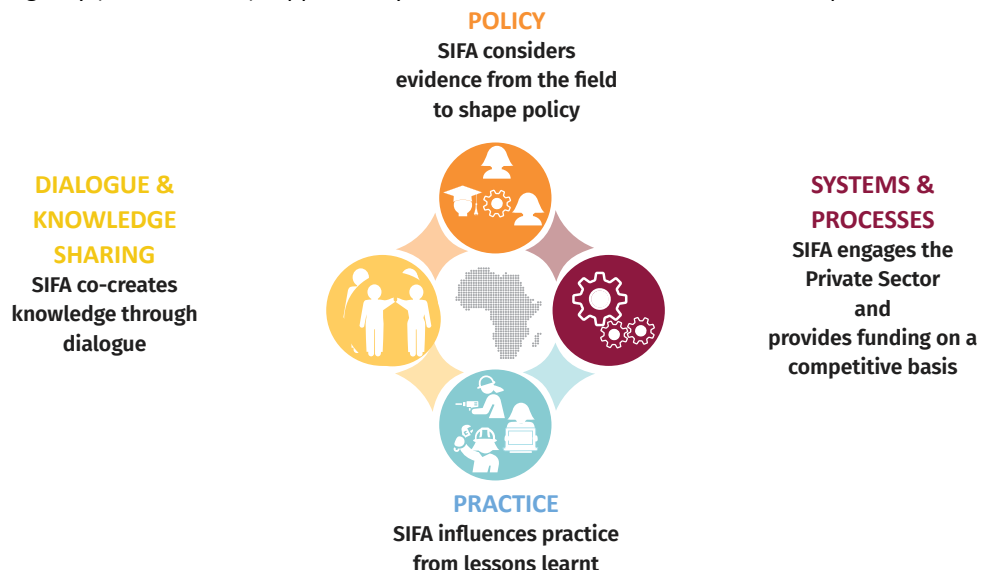 POLICY
SIFA considers
evidence from the field
to shape policy
DIALOGUE &
KNOWLEDGE
SHARING
SIFA co-creates
knowledge through
dialogue
SYSTEMS &
PROCESSES
SIFA engages the
Private Sector
and
provides funding on a
competitive basis
PRACTICE
SIFA influences practice
from lessons learnt